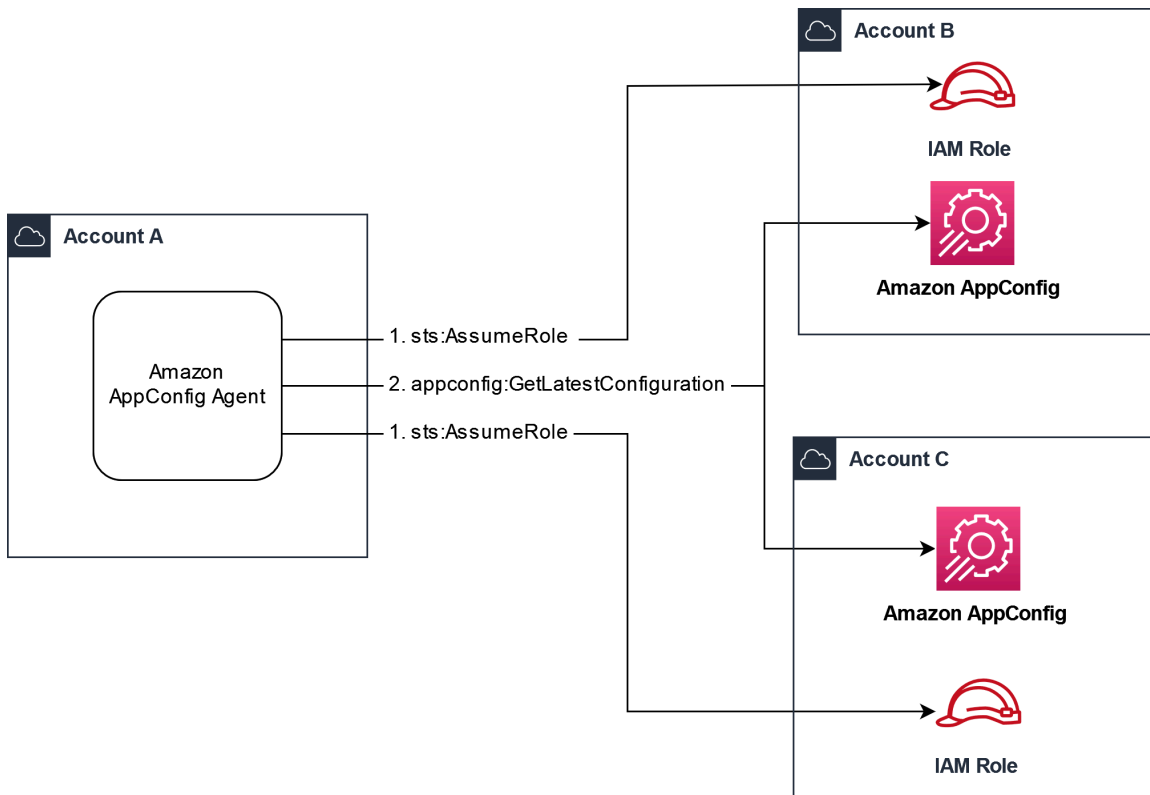 Account B
IAM Role
Amazon AppConfig
Account A
Amazon
AppConfig Agent
1. sts:AssumeRole
2. appconfig:GetLatestConfiguration
1. sts:AssumeRole
Account C
Amazon AppConfig
IAM Role